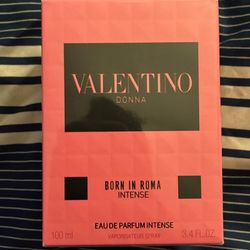 VALENTINO
DONNA
BORN IN ROMA
INTENSE
EAU DE PARFUM INTENSE
VAPORISATEUR SPRAY
100 ml 3.4 FL.OZ.